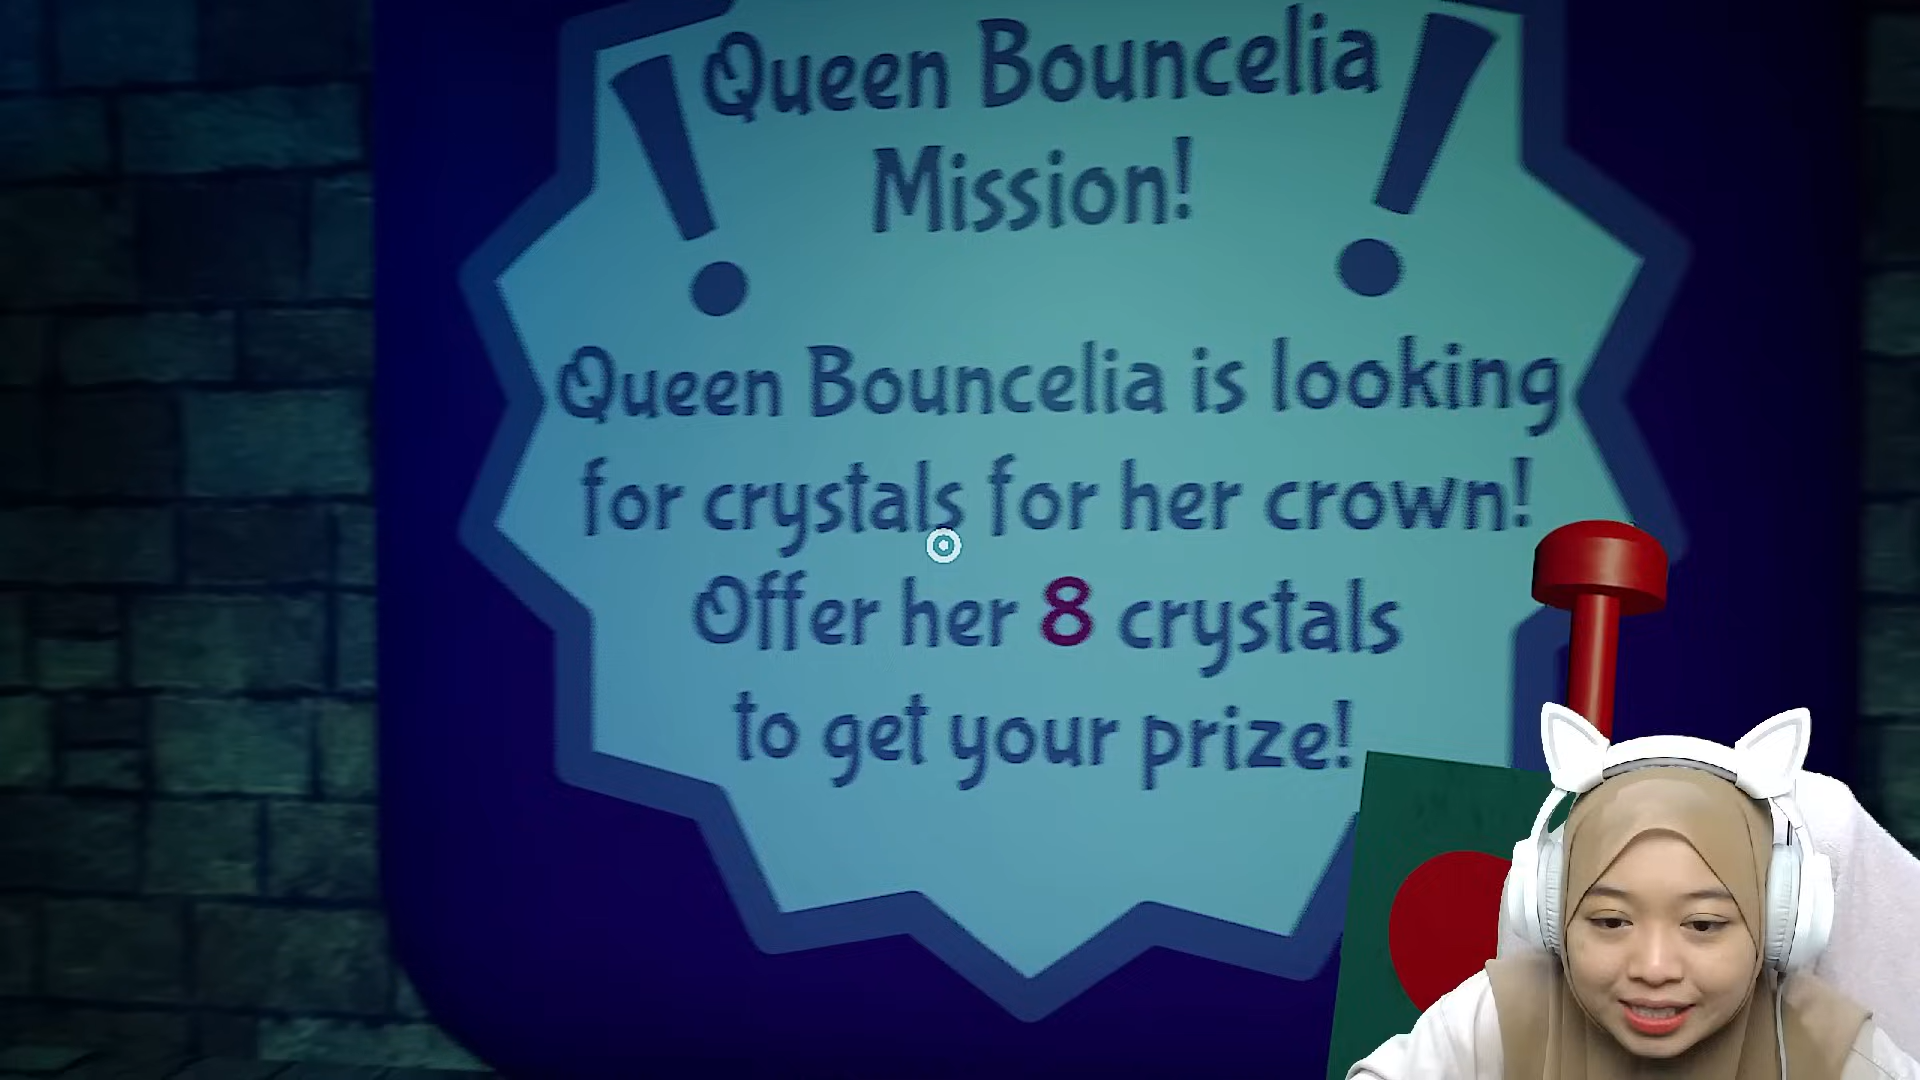 Queen Bouncelia
Mission!
Queen Bouncelia is looking
for crystals for her crown!
Offer her 8 crystals
to get your prize!